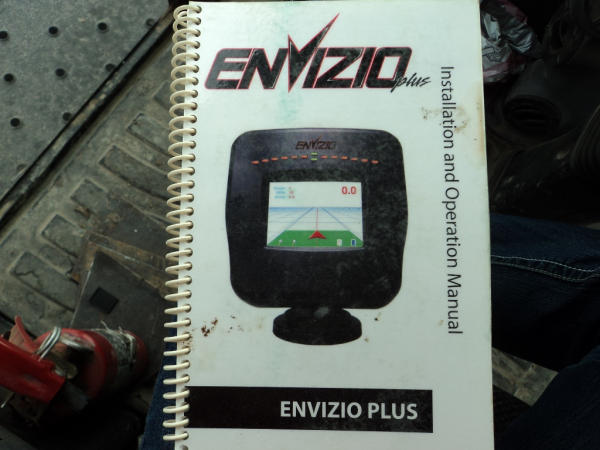 ENVIZIO plus
Installation and Operation Manual
ENVIZIO
0.0
ENVIZIO PLUS